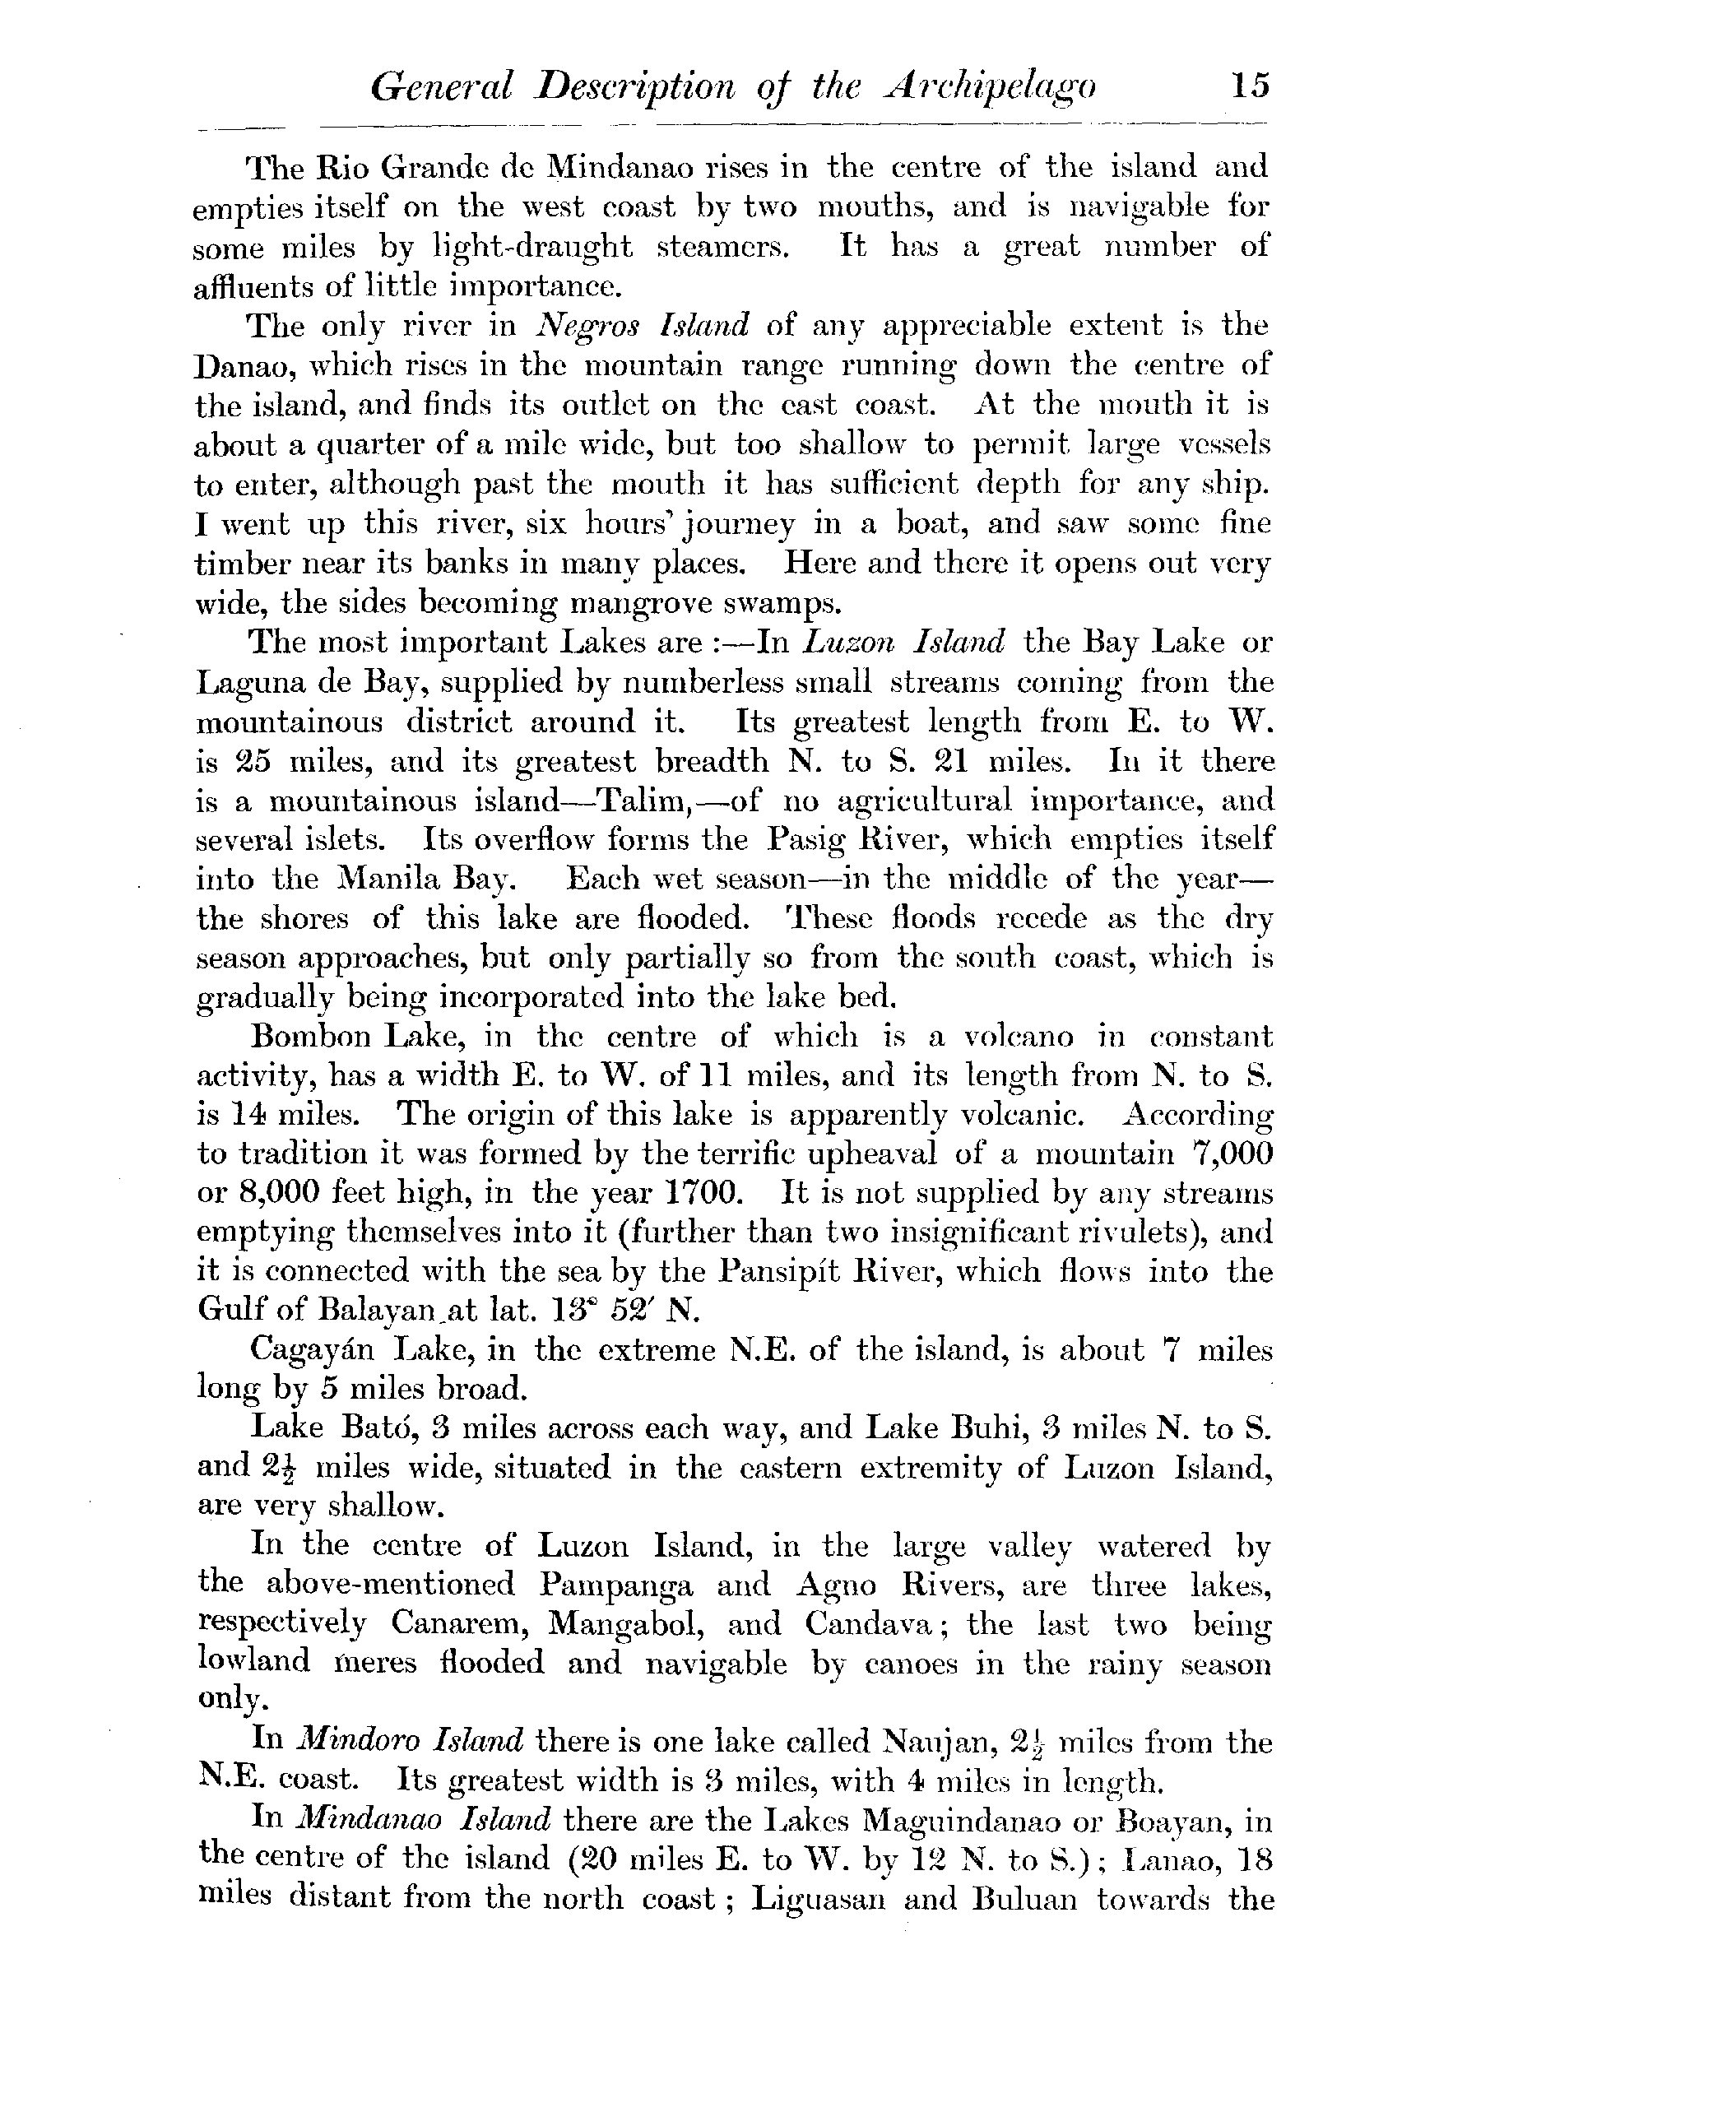 General Description of the Archipelago 15
The Rio Grande de Mindanao rises in the centre of the island and
empties itself on the west coast by two mouths, and is navigable for
some miles by light-draught steamers. It has a great number of
affluents of little importance.
The only river in Negros Island of any appreciable extent is the
Danao, which rises in the mountain range running down the centre of
the island, and finds its outlet on the east coast. At the mouth it is
about a quarter of a mile wide, but too shallow to permit large vessels
to enter, although past the mouth it has sufficient depth for any ship.
I went up this river, six hours' journey in a boat, and saw some fine
timber near its banks in many places. Here and there it opens out very
wide, the sides becoming mangrove swamps.
The most important Lakes are :—In Luzon Island the Bay Lake or
Laguna de Bay, supplied by numberless small streams coming from the
mountainous district around it. Its greatest length from E. to W.
is 25 miles, and its greatest breadth N. to S. 21 miles. In it there
is a mountainous island—Talim,—of no agricultural importance, and
several islets. Its overflow forms the Pasig River, which empties itself
into the Manila Bay. Each wet season—in the middle of the year—
the shores of this lake are flooded. These floods recede as the dry
season approaches, but only partially so from the south coast, which is
gradually being incorporated into the lake bed.
Bombon Lake, in the centre of which is a volcano in constant
activity, has a width E. to W. of 11 miles, and its length from N. to S.
is 14 miles. The origin of this lake is apparently volcanic. According
to tradition it was formed by the terrific upheaval of a mountain 7,000
or 8,000 feet high, in the year 1700. It is not supplied by any streams
emptying themselves into it (further than two insignificant rivulets), and
it is connected with the sea by the Pansipít River, which flows into the
Gulf of Balayan at lat. 13° 52′ N.
Cagayán Lake, in the extreme N.E. of the island, is about 7 miles
long by 5 miles broad.
Lake Bató, 3 miles across each way, and Lake Buhi, 3 miles N. to S.
and 2½ miles wide, situated in the eastern extremity of Luzon Island,
are very shallow.
In the centre of Luzon Island, in the large valley watered by
the above-mentioned Pampanga and Agno Rivers, are three lakes,
respectively Canarem, Mangabol, and Candava; the last two being
lowland meres flooded and navigable by canoes in the rainy season
only.
In Mindoro Island there is one lake called Naujan, 2½ miles from the
N.E. coast. Its greatest width is 3 miles, with 4 miles in length.
In Mindanao Island there are the Lakes Maguindanao or Boayan, in
the centre of the island (20 miles E. to W. by 12 N. to S.); Lanao, 18
miles distant from the north coast; Liguasan and Buluan towards the